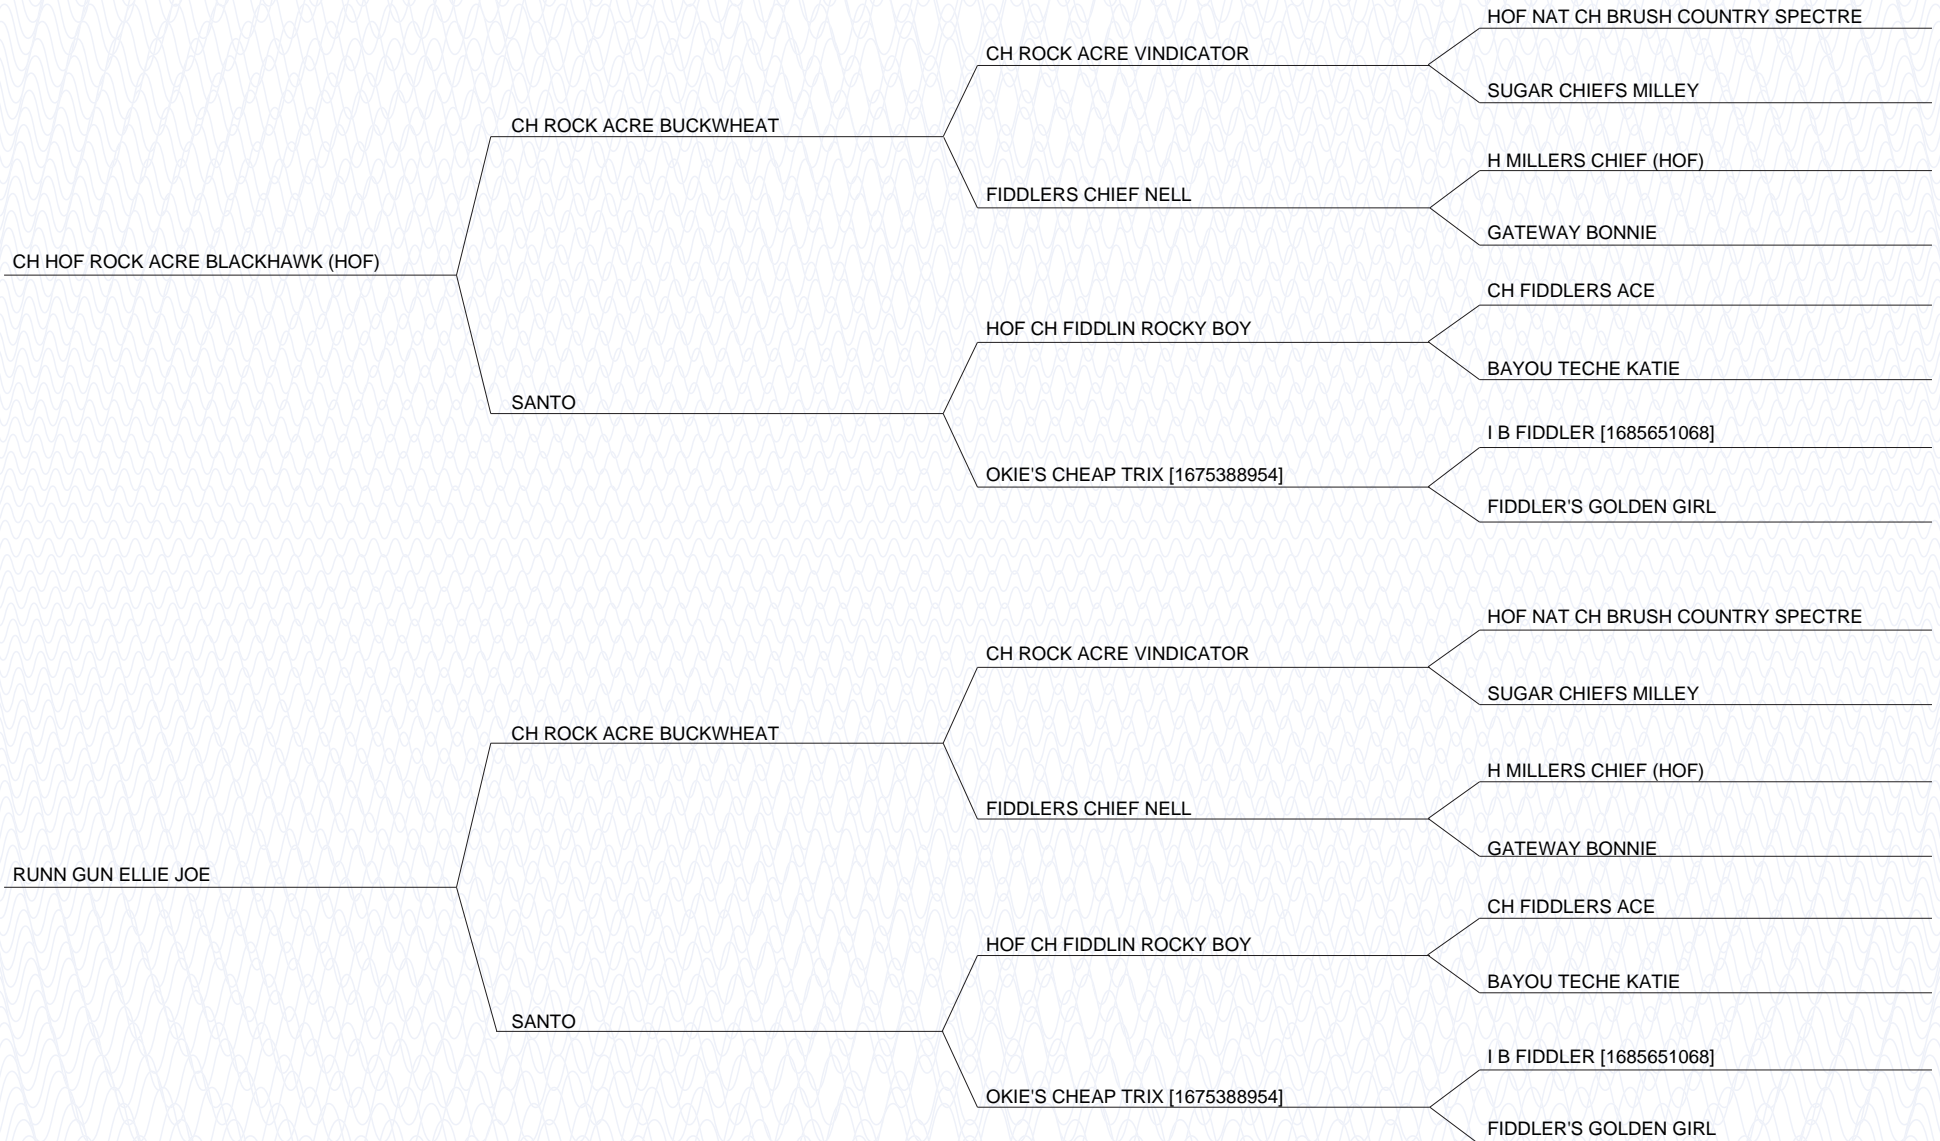 HOF NAT CH BRUSH COUNTRY SPECTRE
CH ROCK ACRE VINDICATOR
SUGAR CHIEFS MILLEY
CH ROCK ACRE BUCKWHEAT
H MILLERS CHIEF (HOF)
FIDDLERS CHIEF NELL
GATEWAY BONNIE
CH HOF ROCK ACRE BLACKHAWK (HOF)
CH FIDDLERS ACE
HOF CH FIDDLIN ROCKY BOY
BAYOU TECHE KATIE
SANTO
I B FIDDLER [1685651068]
OKIE'S CHEAP TRIX [1675388954]
FIDDLER'S GOLDEN GIRL
HOF NAT CH BRUSH COUNTRY SPECTRE
CH ROCK ACRE VINDICATOR
SUGAR CHIEFS MILLEY
CH ROCK ACRE BUCKWHEAT
H MILLERS CHIEF (HOF)
FIDDLERS CHIEF NELL
GATEWAY BONNIE
RUNN GUN ELLIE JOE
CH FIDDLERS ACE
HOF CH FIDDLIN ROCKY BOY
BAYOU TECHE KATIE
SANTO
I B FIDDLER [1685651068]
OKIE'S CHEAP TRIX [1675388954]
FIDDLER'S GOLDEN GIRL